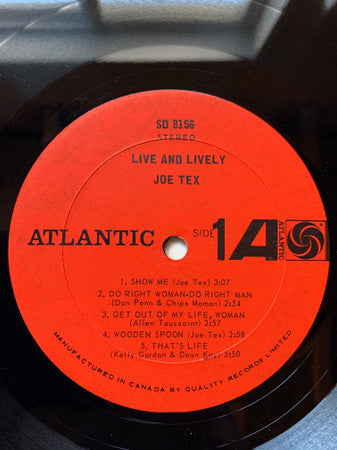 SD 8156
STEREO
LIVE AND LIVELY
JOE TEX
ATLANTIC SIDE 1A ATLANTIC
1. SHOW ME (Joe Tex) 3:07
2. DO RIGHT WOMAN-DO RIGHT MAN
(Dan Penn & Chips Moman) 2:54
3. GET OUT OF MY LIFE, WOMAN
(Allen Toussaint) 2:57
4. WOODEN SPOON (Joe Tex) 2:58
5. THAT'S LIFE
(Kelly Gordon & Dean Kay) 3:50
MANUFACTURED IN CANADA BY QUALITY RECORDS LIMITED